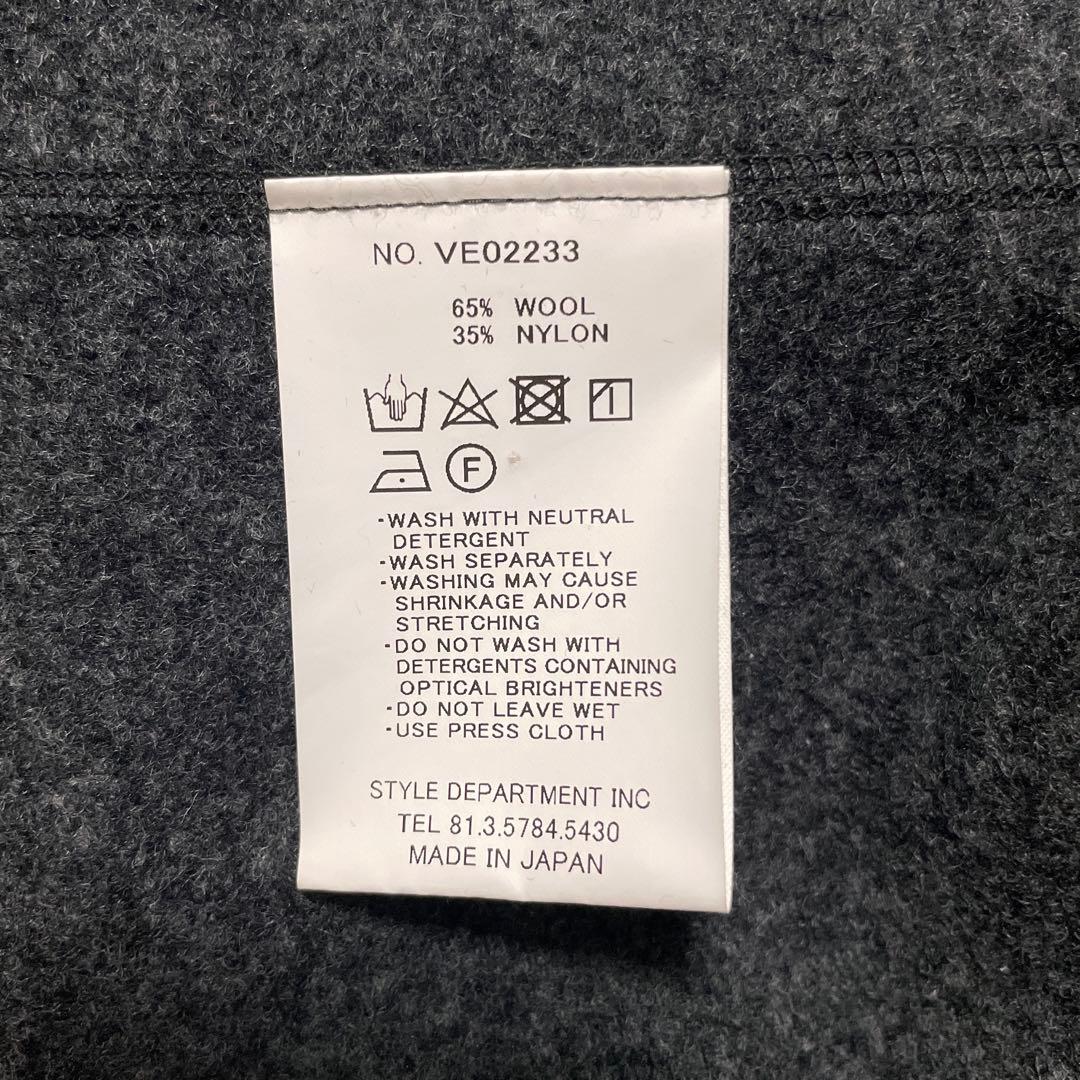 NO. VE02233
65% WOOL
35% NYLON
F
-WASH WITH NEUTRAL
DETERGENT
-WASH SEPARATELY
-WASHING MAY CAUSE
SHRINKAGE AND/OR
STRETCHING
-DO NOT WASH WITH
DETERGENTS CONTAINING
OPTICAL BRIGHTENERS
-DO NOT LEAVE WET
-USE PRESS CLOTH
STYLE DEPARTMENT INC
TEL 81.3.5784.5430
MADE IN JAPAN